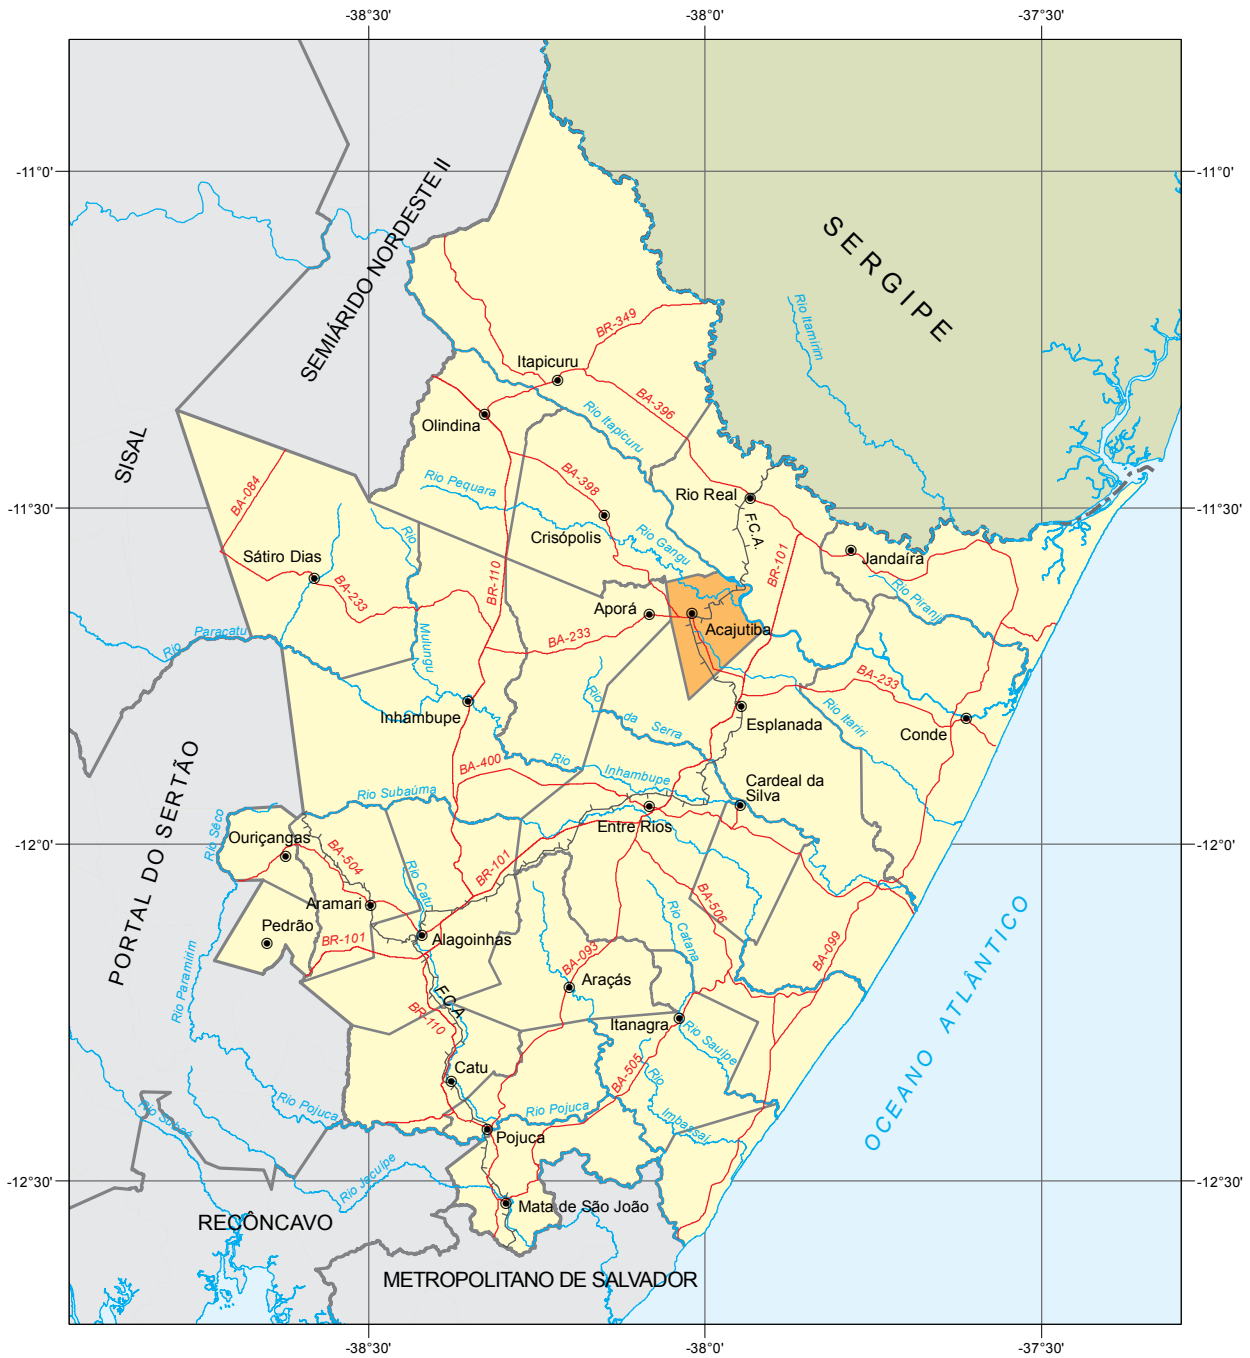 -38°30'
-38°0'
-37°30'
-11°0'
-11°0'
SEMIÁRIDO NORDESTE II
SERGIPE
Rio Itamirim
BR-349
Itapicuru
BA-396
Rio Itapicuru
Olindina
SISAL
BA-084
Rio Pequara
BA-398
Rio Real
-11°30'
-11°30'
Crisópolis
Rio Gangu
F.C.A.
BR-101
Jandaíra
Rio
Sátiro Dias
BR-110
Rio Piranji
BA-233
Aporá
Acajutiba
Rio Paracatu
Mulungu
BA-233
BA-233
Rio da Serra
Rio Itariri
Inhambupe
Esplanada
Conde
PORTAL DO SERTÃO
BA-400
Rio Inhambupe
Cardeal da
Silva
Rio Subaúma
Rio Sêco
Entre Rios
Ouriçangas
-12°0'
-12°0'
BA-504
BR-101
Rio Catu
Aramari
BA-506
Rio Catana
Pedrão
BR-101
Alagoinhas
BA-099
OCEANO ATLÂNTICO
Rio Paramirim
BA-093
Araçás
F.C.A
BR-110
Itanagra
Rio Sauípe
BA-505
Catu
Rio
Imbassaí
Rio Pojuca
Rio Pojuca
Rio Subaé
Pojuca
Rio Jacuípe
-12°30'
-12°30'
Mata de São João
RECÔNCAVO
METROPOLITANO DE SALVADOR
-38°30'
-38°0'
-37°30'